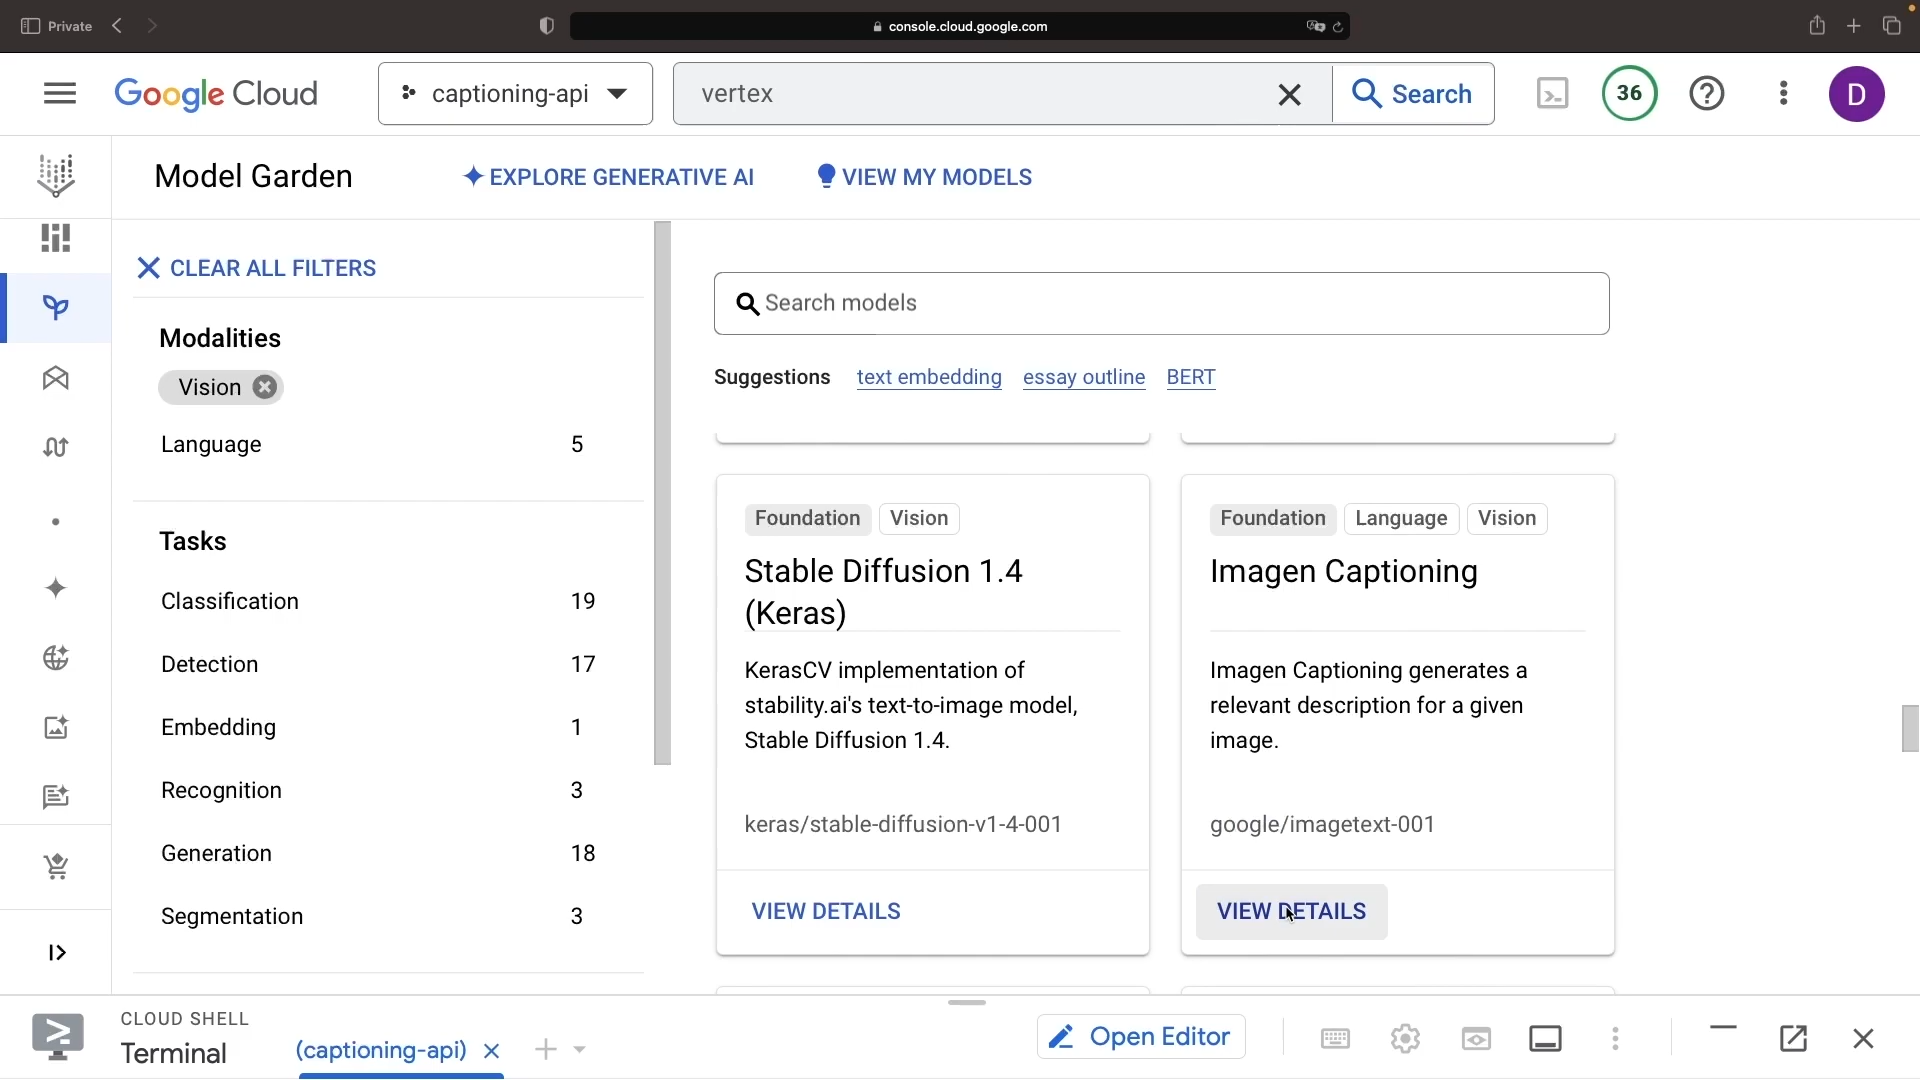 Private
console.cloud.google.com
Google Cloud
captioning-api
vertex
Search
36
D
Model Garden
EXPLORE GENERATIVE AI
VIEW MY MODELS
CLEAR ALL FILTERS
Modalities
Vision
Language 5
Tasks
Classification 19
Detection 17
Embedding 1
Recognition 3
Generation 18
Segmentation 3
Search models
Suggestions text embedding essay outline BERT
Foundation Vision
Stable Diffusion 1.4
(Keras)
KerasCV implementation of
stability.ai's text-to-image model,
Stable Diffusion 1.4.
keras/stable-diffusion-v1-4-001
VIEW DETAILS
Foundation Language Vision
Imagen Captioning
Imagen Captioning generates a
relevant description for a given
image.
google/imagetext-001
VIEW DETAILS
CLOUD SHELL
Terminal
(captioning-api)
Open Editor